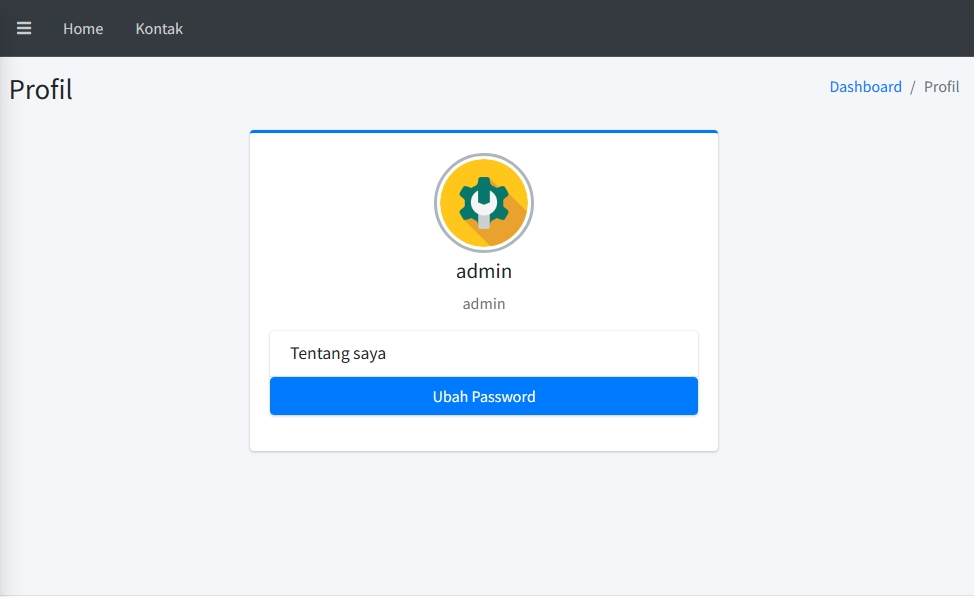 Home Kontak
Profil
Dashboard / Profil
admin
admin
Tentang saya
Ubah Password